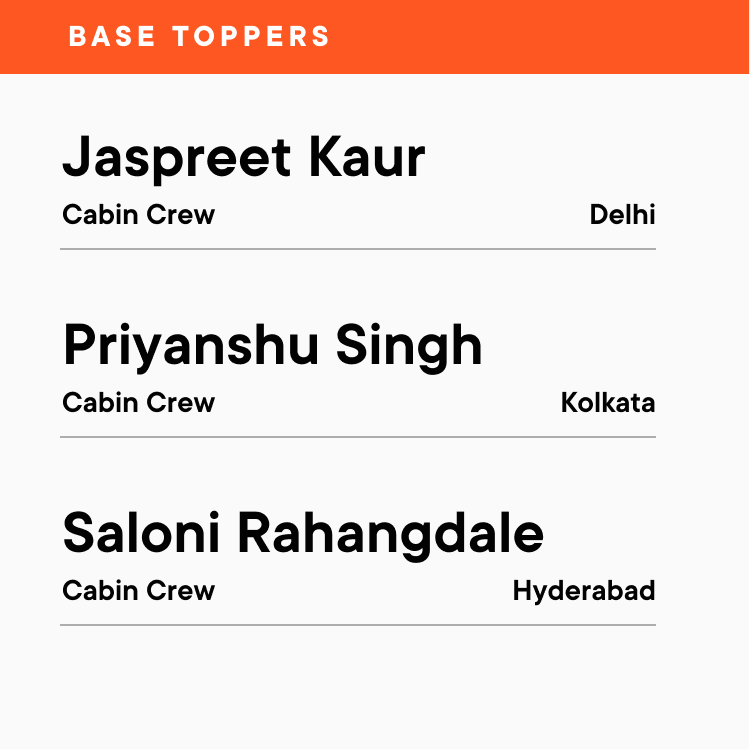 BASE TOPPERS
Jaspreet Kaur
Cabin Crew Delhi
Priyanshu Singh
Cabin Crew Kolkata
Saloni Rahangdale
Cabin Crew Hyderabad